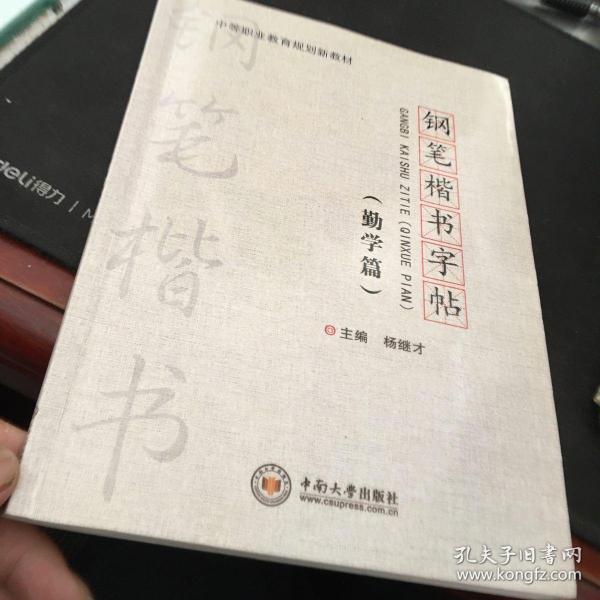 中等职业教育规划新教材
钢笔楷书
钢笔楷书字帖
GANGBI KAISHU ZITIE (QINXUE PIAN)
（勤学篇）
主编 杨继才
中南大学出版社
www.csupress.com.cn
deli得力 | M
孔夫子旧书网
www.kongfz.com